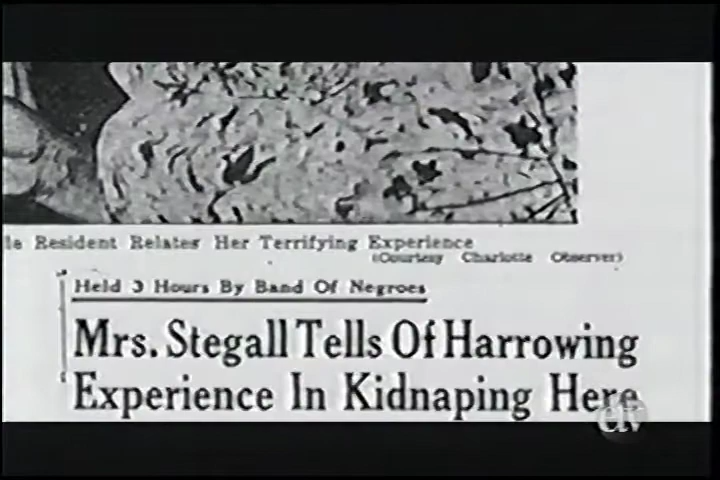 le Resident Relates Her Terrifying Experience
(Courtesy Charlotte Observer)
Held 3 Hours By Band Of Negroes
Mrs. Stegall Tells Of Harrowing
Experience In Kidnaping Here
etv